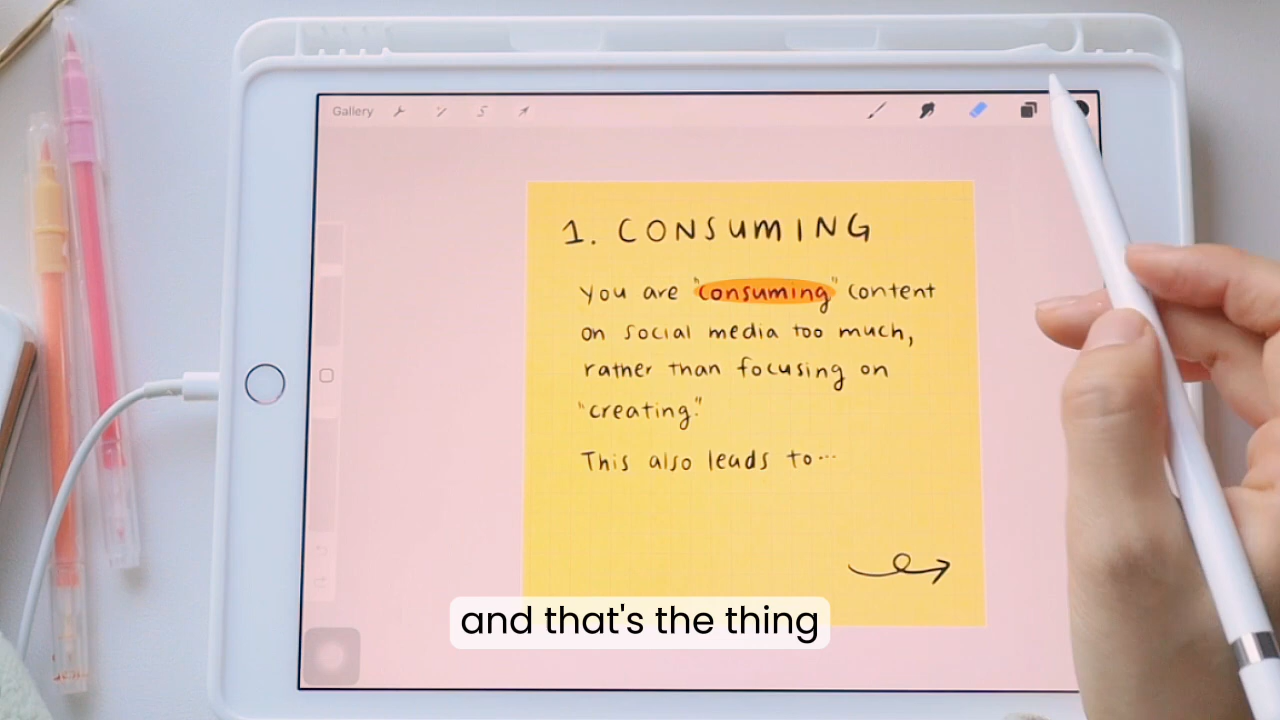 Gallery
1. CONSUMING
You are "consuming" content
on social media too much,
rather than focusing on
"creating."
This also leads to...
and that's the thing